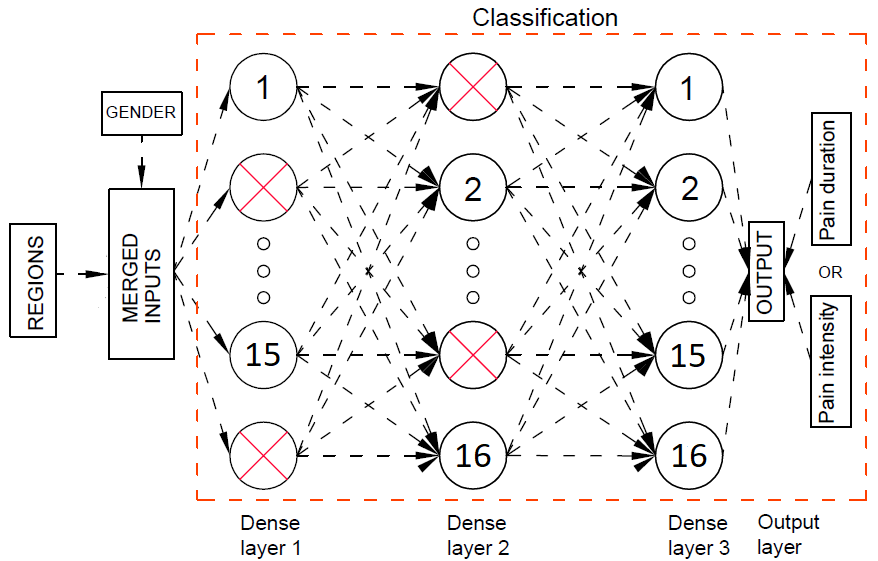 Classification
GENDER
REGIONS
MERGED
INPUTS
1
15
2
16
1
2
15
16
OUTPUT
Pain duration
OR
Pain intensity
Dense
layer 1
Dense
layer 2
Dense
layer 3
Output
layer